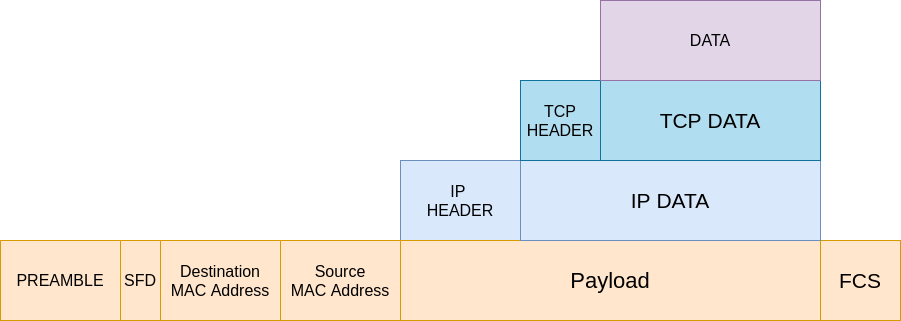 DATA
TCP
HEADER
TCP DATA
IP
HEADER
IP DATA
PREAMBLE
SFD
Destination
MAC Address
Source
MAC Address
Payload
FCS